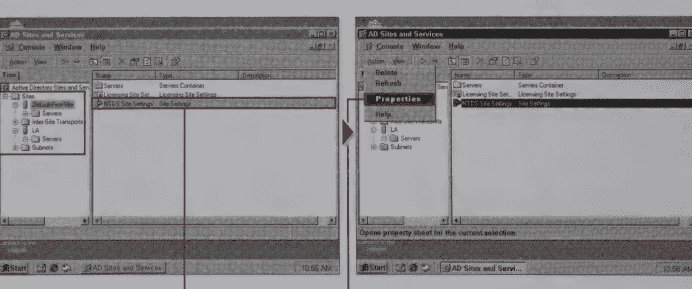 AD Sites and Services
Console Window Help
Action View
Tree
Name Type Description
Active Directory Sites and Serv
Sites
Default-First-Site
Servers
Inter-Site Transports
LA
Servers
Subnets
Servers Servers Container
Licensing Site Set... Licensing Site Settings
NTDS Site Settings Site Settings
Start
AD Sites and Services
10:56 AM
AD Sites and Services
Console Window Help
Action View
Delete
Refresh
Properties
Help
Name Type Description
Servers Servers Container
Licensing Site Set... Licensing Site Settings
NTDS Site Settings Site Settings
LA
Servers
Subnets
Opens property sheet for the current selection.
Start
AD Sites and Servi...
10:56 AM